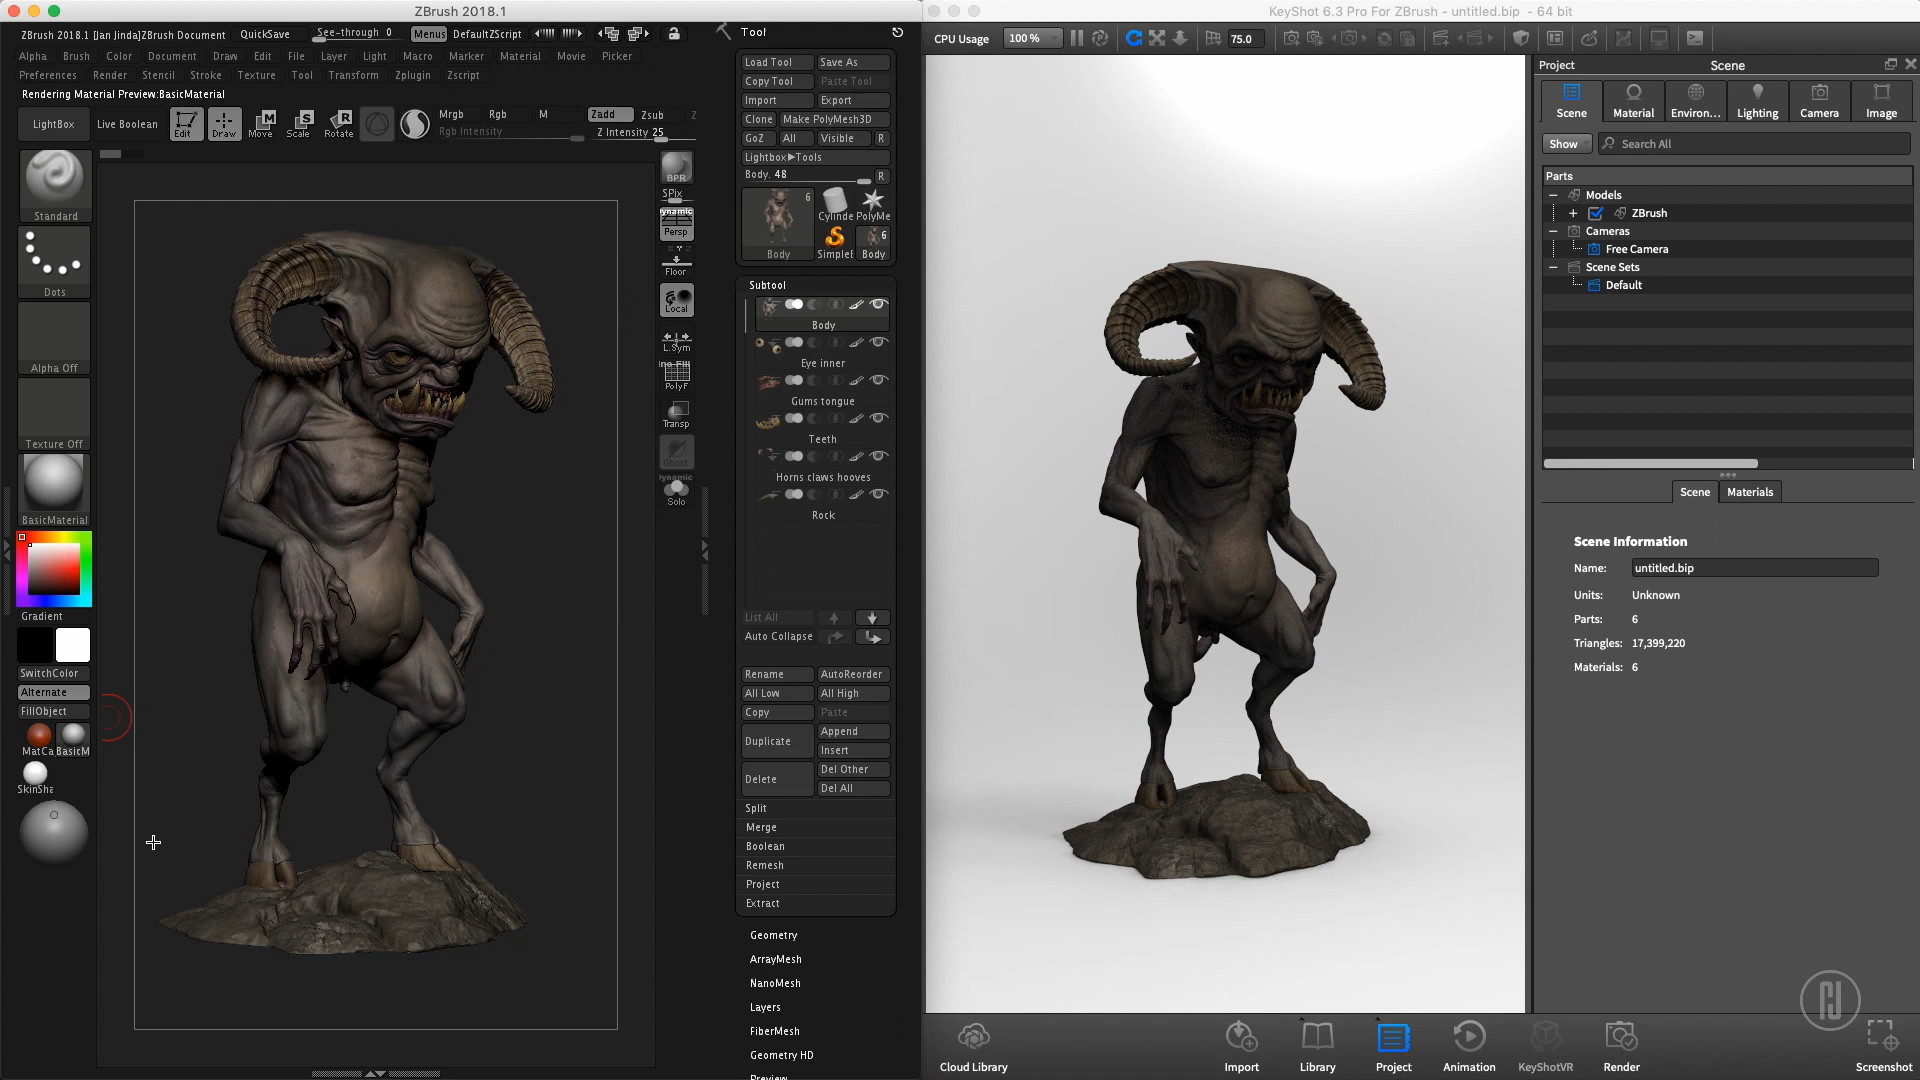 ZBrush 2018.1
ZBrush 2018.1 [Jan Jinda]ZBrush Document QuickSave See-through 0 Menus DefaultZScript
Alpha Brush Color Document Draw Edit File Layer Light Macro Marker Material Movie Picker
Preferences Render Stencil Stroke Texture Tool Transform Zplugin Zscript
Rendering Material Preview:BasicMaterial
LightBox Live Boolean Edit Draw Move Scale Rotate Mrgb Rgb M Zadd Zsub Z
Rgb Intensity Z Intensity 25
Standard
Dots
Alpha Off
Texture Off
BasicMaterial
Gradient
SwitchColor
Alternate
FillObject
MatCa BasicM
SkinSha
BPR
SPix
Dynamic
Persp
Floor
Local
L.Sym
PolyF
Transp
Ghost
Dynamic
Solo
Tool
Load Tool Save As
Copy Tool Paste Tool
Import Export
Clone Make PolyMesh3D
GoZ All Visible R
Lightbox▶Tools
Body. 48 R
6
Cylinde PolyMe
6
Body SimpleB Body
Subtool
Body
Eye inner
Gums tongue
Teeth
Horns claws hooves
Rock
List All
Auto Collapse
Rename AutoReorder
All Low All High
Copy Paste
Duplicate Append
Insert
Delete Del Other
Del All
Split
Merge
Boolean
Remesh
Project
Extract
Geometry
ArrayMesh
NanoMesh
Layers
FiberMesh
Geometry HD
Preview
KeyShot 6.3 Pro For ZBrush - untitled.bip - 64 bit
CPU Usage 100 % 75.0
Project Scene
Scene Material Environ... Lighting Camera Image
Show Search All
Parts
Models
ZBrush
Cameras
Free Camera
Scene Sets
Default
Scene Materials
Scene Information
Name: untitled.bip
Units: Unknown
Parts: 6
Triangles: 17,399,220
Materials: 6
Cloud Library Import Library Project Animation KeyShotVR Render Screenshot